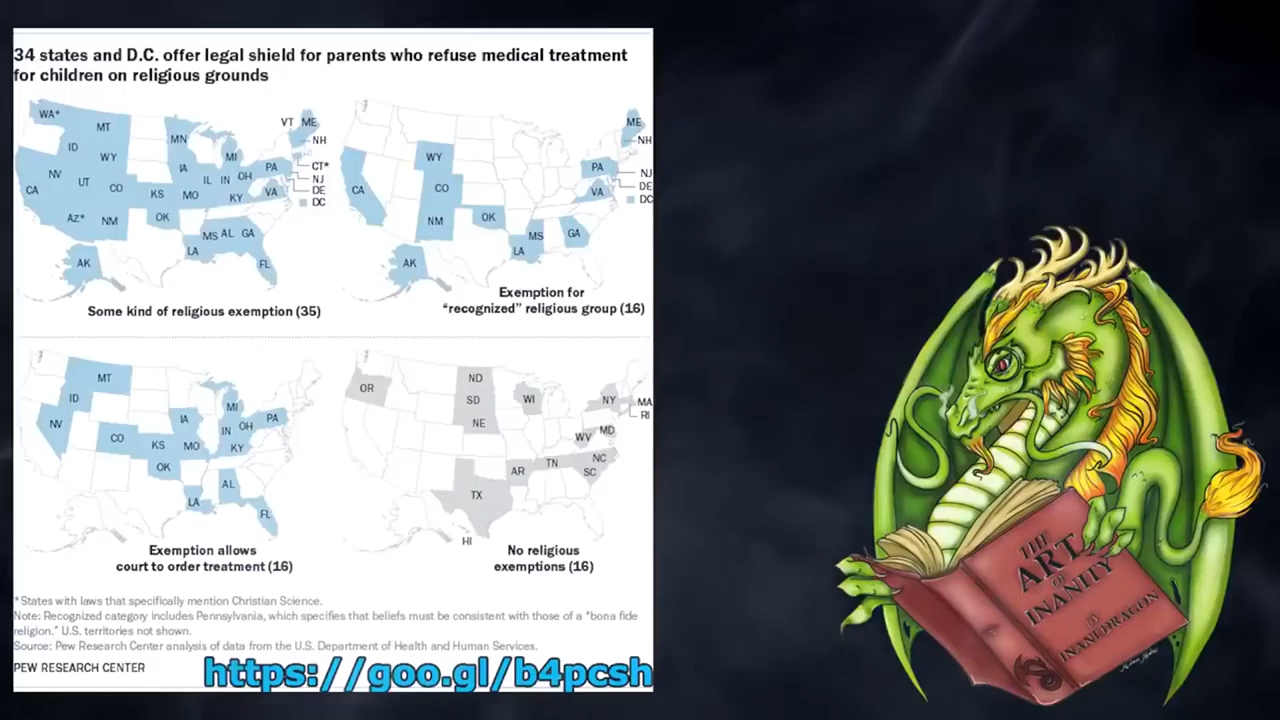 34 states and D.C. offer legal shield for parents who refuse medical treatment
for children on religious grounds
WA*
MT
ID
WY
NV
UT
CA
CO
AZ*
NM
KS
OK
MN
IA
MO
IL
IN
MI
OH
KY
PA
VA
MS
AL
GA
LA
FL
AK
VT
ME
NH
CT*
NJ
DE
DC
Some kind of religious exemption (35)
WY
CA
CO
NM
OK
MS
LA
GA
AK
PA
VA
ME
NH
NJ
DE
DC
Exemption for
“recognized” religious group (16)
MT
ID
NV
CO
KS
OK
IA
MO
MI
IN
OH
KY
PA
AL
LA
FL
Exemption allows
court to order treatment (16)
OR
ND
SD
NE
WI
NY
MA
RI
WV
MD
NC
SC
TN
AR
TX
HI
No religious
exemptions (16)
*States with laws that specifically mention Christian Science.
Note: Recognized category includes Pennsylvania, which specifies that beliefs must be consistent with those of a “bona fide
religion.” U.S. territories not shown.
Source: Pew Research Center analysis of data from the U.S. Department of Health and Human Services.
PEW RESEARCH CENTER
https://goo.gl/b4pcsh
THE
ART
OF
INANITY
BY
INANEDRAGON